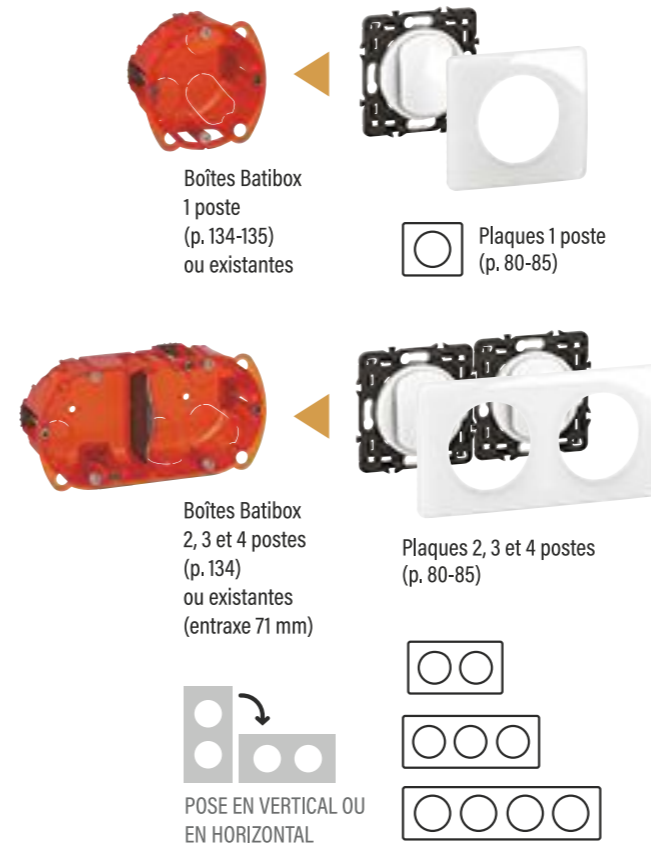 Boîtes Batibox
1 poste
(p. 134-135)
ou existantes
Plaques 1 poste
(p. 80-85)
Boîtes Batibox
2, 3 et 4 postes
(p. 134)
ou existantes
(entraxe 71 mm)
Plaques 2, 3 et 4 postes
(p. 80-85)
POSE EN VERTICAL OU
EN HORIZONTAL